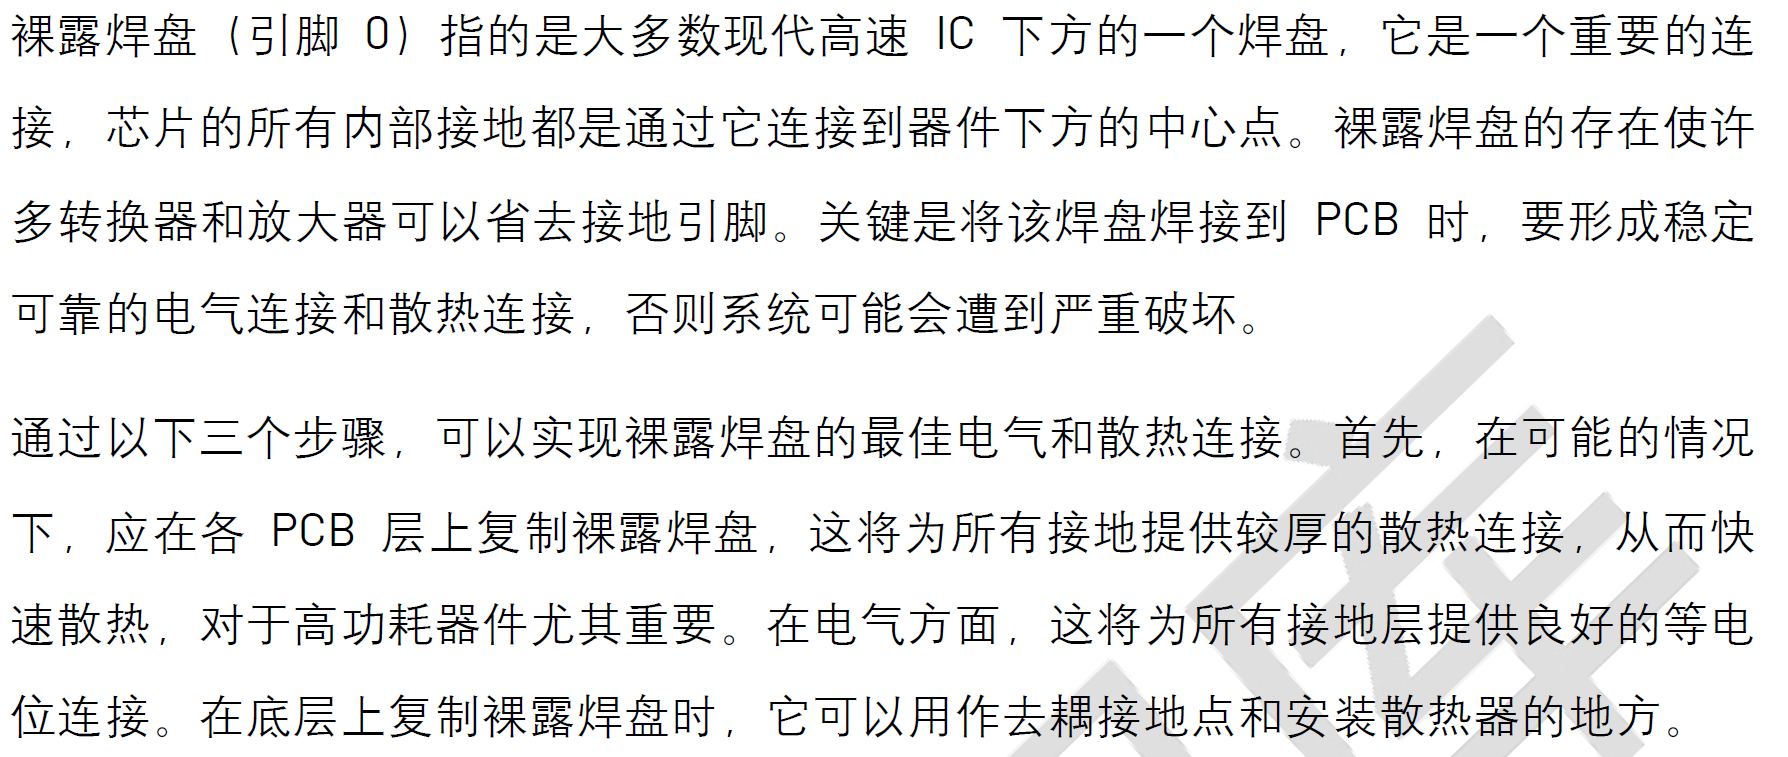 裸露焊盘（引脚 0）指的是大多数现代高速 IC 下方的一个焊盘，它是一个重要的连
接，芯片的所有内部接地都是通过它连接到器件下方的中心点。裸露焊盘的存在使许
多转换器和放大器可以省去接地引脚。关键是将该焊盘焊接到 PCB 时，要形成稳定
可靠的电气连接和散热连接，否则系统可能会遭到严重破坏。
通过以下三个步骤，可以实现裸露焊盘的最佳电气和散热连接。首先，在可能的情况
下，应在各 PCB 层上复制裸露焊盘，这将为所有接地提供较厚的散热连接，从而快
速散热，对于高功耗器件尤其重要。在电气方面，这将为所有接地层提供良好的等电
位连接。在底层上复制裸露焊盘时，它可以用作去耦接地点和安装散热器的地方。